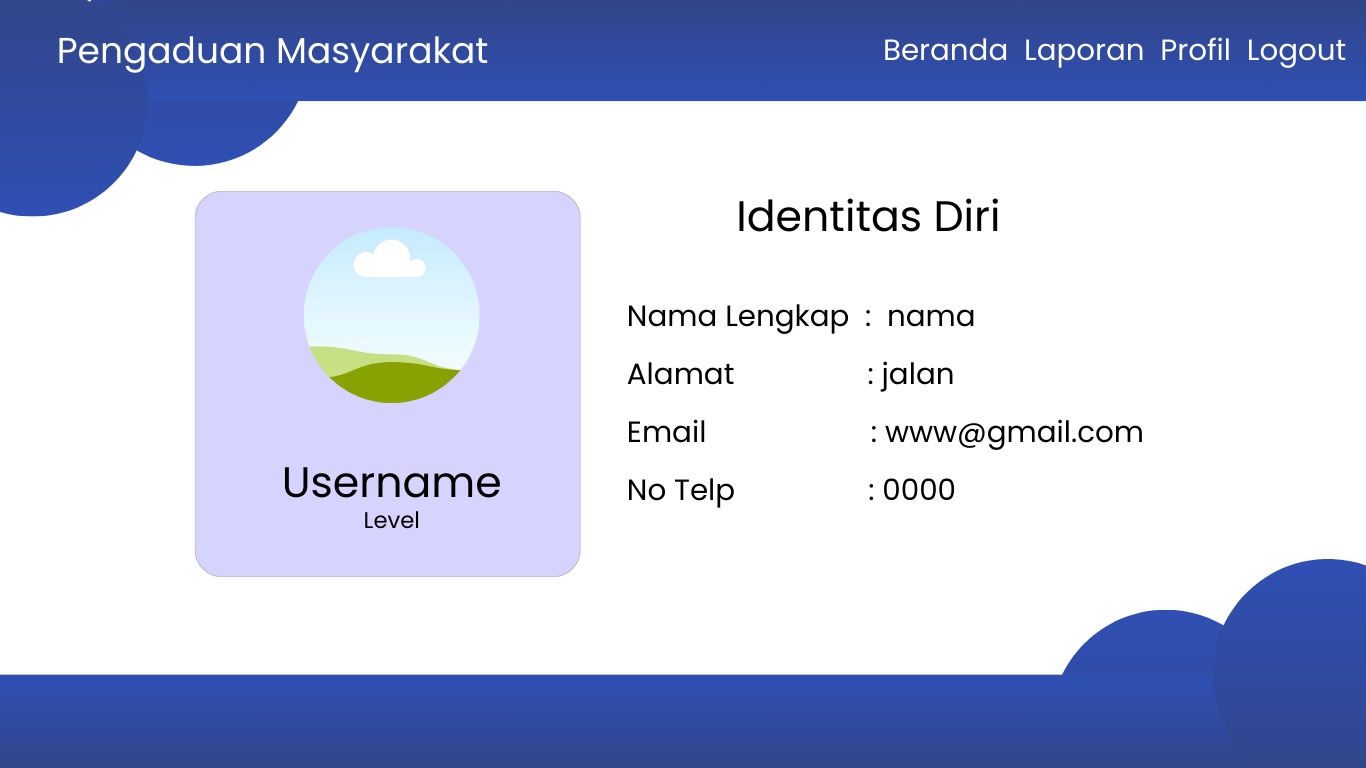 Pengaduan Masyarakat
Beranda Laporan Profil Logout
Identitas Diri
Nama Lengkap : nama
Alamat : jalan
Email : www@gmail.com
No Telp : 0000
Username
Level